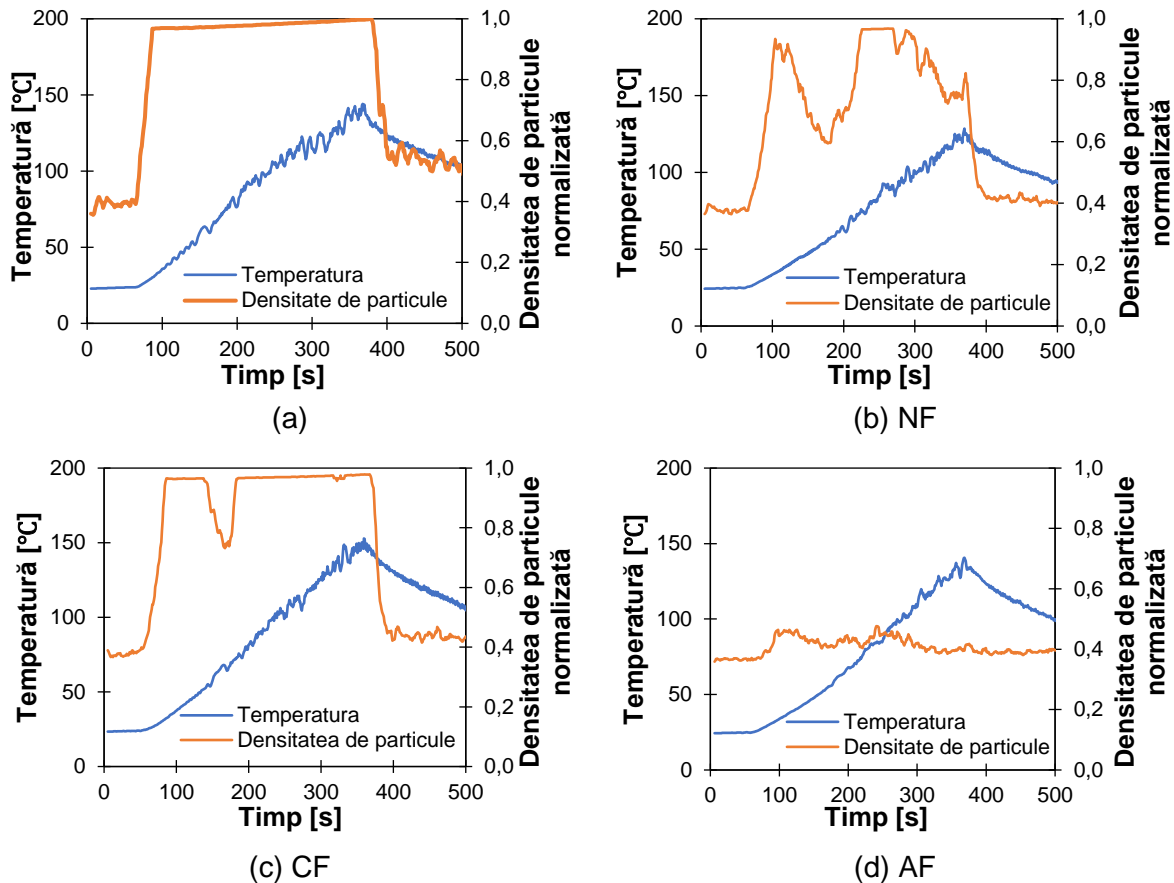 200
150
100
50
0
Temperatură [℃]
1,0
0,8
0,6
0,4
0,2
0,0
Densitatea de particule
normalizată
Temperatura
Densitate de particule
0 100 200 300 400 500
Timp [s]
(a)
200
150
100
50
0
Temperatură [℃]
1,0
0,8
0,6
0,4
0,2
0,0
Densitatea de particule
normalizată
Temperatura
Densitate de particule
0 100 200 300 400 500
Timp [s]
(b) NF
200
150
100
50
0
Temperatură [℃]
1,0
0,8
0,6
0,4
0,2
0,0
Densitatea de particule
normalizată
Temperatura
Densitatea de particule
0 100 200 300 400 500
Timp [s]
(c) CF
200
150
100
50
0
Temperatură [℃]
1,0
0,8
0,6
0,4
0,2
0,0
Densitatea de particule
normalizată
Temperatura
Densitate de particule
0 100 200 300 400 500
Timp [s]
(d) AF